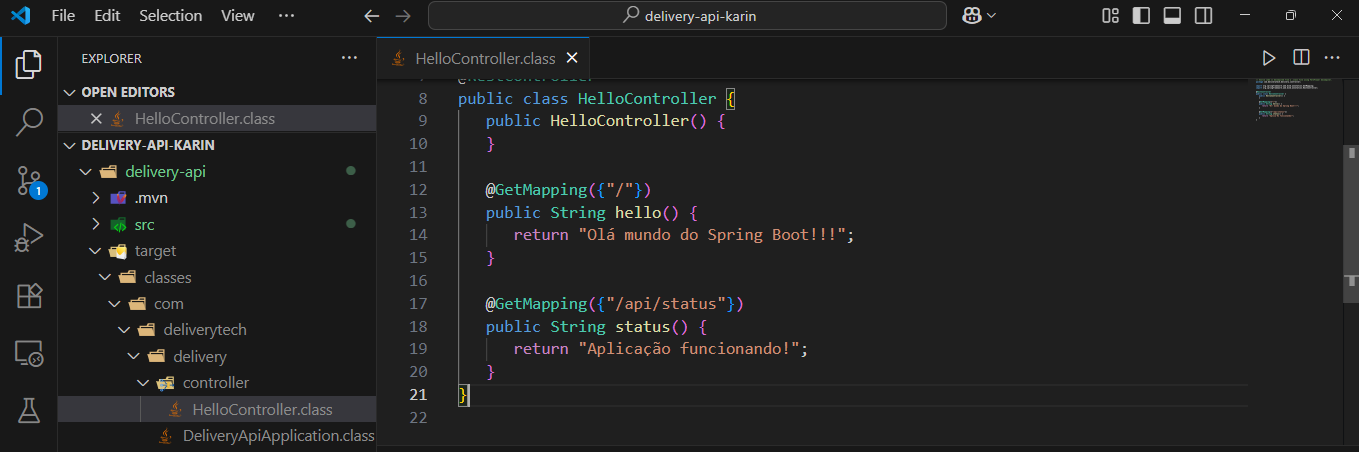 File Edit Selection View ··· delivery-api-karin
EXPLORER ···
HelloController.class
OPEN EDITORS
HelloController.class
DELIVERY-API-KARIN
delivery-api
.mvn
src
target
classes
com
deliverytech
delivery
controller
HelloController.class
DeliveryApiApplication.class
1
7 @RestController
8 public class HelloController {
9 public HelloController() {
10 }
11
12 @GetMapping({"/"})
13 public String hello() {
14 return "Olá mundo do Spring Boot!!!";
15 }
16
17 @GetMapping({"/api/status"})
18 public String status() {
19 return "Aplicação funcionando!";
20 }
21 }
22